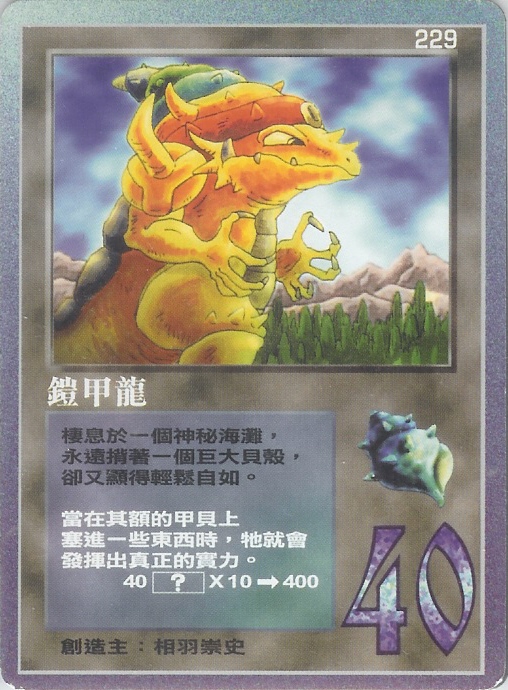 229
鎧甲龍
棲息於一個神秘海灘，
永遠揹著一個巨大貝殼，
卻又顯得輕鬆自如。
當在其額的甲貝上
塞進一些東西時，牠就會
發揮出真正的實力。
40 ? X10➡400
40
創造主：相羽崇史